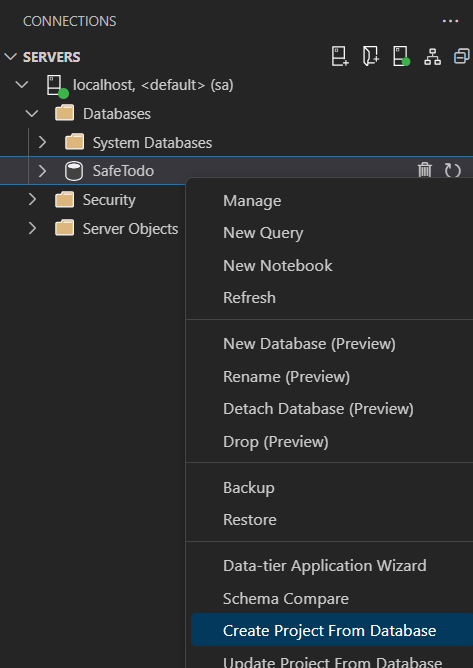 CONNECTIONS
SERVERS
localhost, <default> (sa)
Databases
System Databases
SafeTodo
Security
Server Objects
Manage
New Query
New Notebook
Refresh
New Database (Preview)
Rename (Preview)
Detach Database (Preview)
Drop (Preview)
Backup
Restore
Data-tier Application Wizard
Schema Compare
Create Project From Database
Update Project From Database